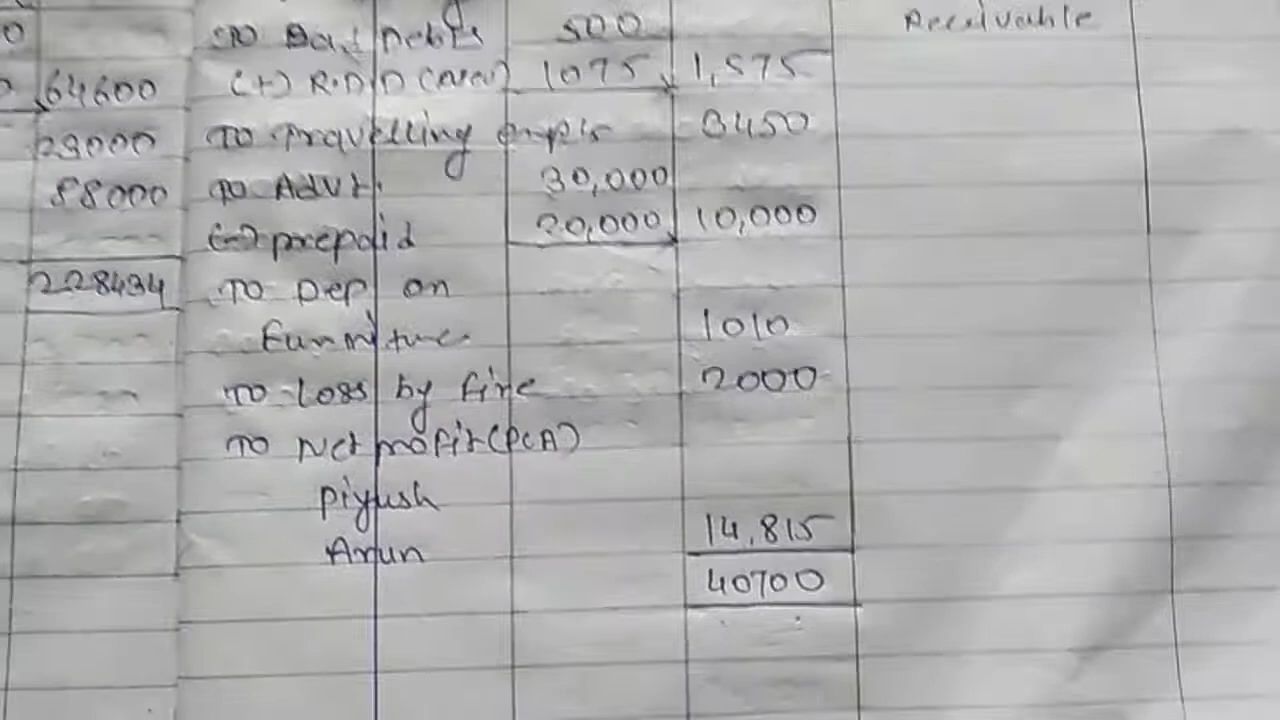 0 To Bad Debts 500 Receivable
64600 (+) R.D.D (New) 1075 1,575
23000 To Travelling 3450
88000 To Advt. 30,000
(-) prepaid 20,000 10,000
228434 To Dep on
Furniture 1010
To Loss by fire 2000
To Net profit (PCA)
Piyush
14,815
Arun
40700